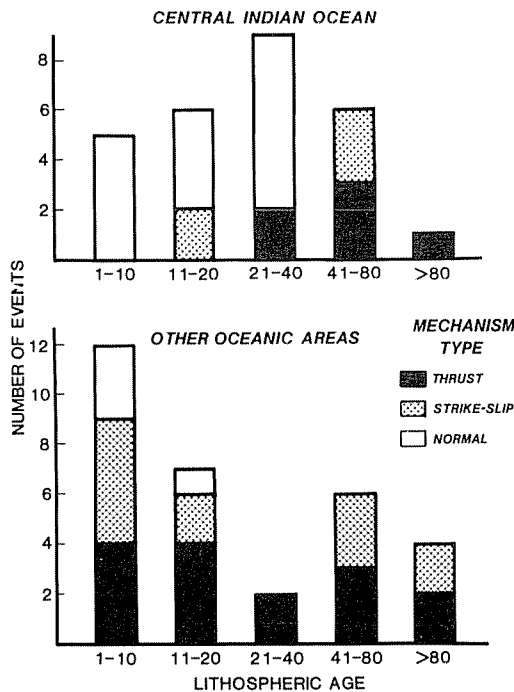 CENTRAL INDIAN OCEAN
8
6
4
2
1–10 11–20 21–40 41–80 >80
NUMBER OF EVENTS
OTHER OCEANIC AREAS
MECHANISM
TYPE
THRUST
STRIKE-SLIP
NORMAL
12
10
8
6
4
2
1–10 11–20 21–40 41–80 >80
LITHOSPHERIC AGE